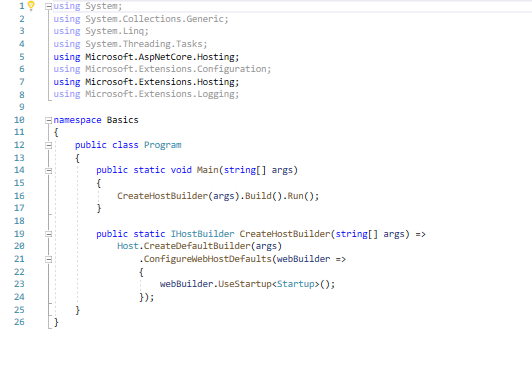 1 using System;
2 using System.Collections.Generic;
3 using System.Linq;
4 using System.Threading.Tasks;
5 using Microsoft.AspNetCore.Hosting;
6 using Microsoft.Extensions.Configuration;
7 using Microsoft.Extensions.Hosting;
8 using Microsoft.Extensions.Logging;
9
10 namespace Basics
11 {
12     public class Program
13     {
14         public static void Main(string[] args)
15         {
16             CreateHostBuilder(args).Build().Run();
17         }
18
19         public static IHostBuilder CreateHostBuilder(string[] args) =>
20             Host.CreateDefaultBuilder(args)
21                 .ConfigureWebHostDefaults(webBuilder =>
22                 {
23                     webBuilder.UseStartup<Startup>();
24                 });
25     }
26 }